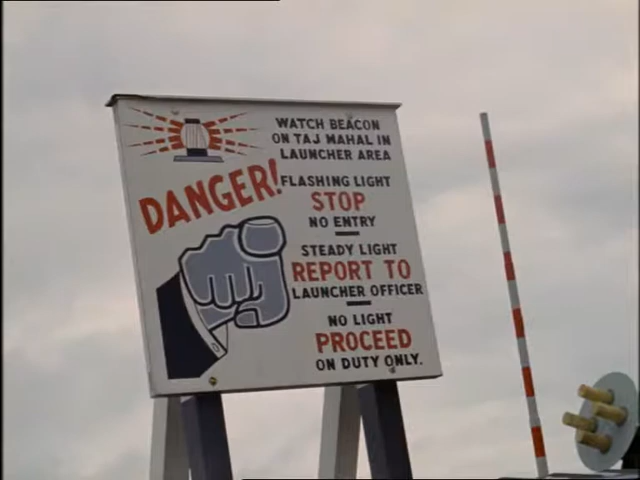 WATCH BEACON
ON TAJ MAHAL IN
LAUNCHER AREA
DANGER!
FLASHING LIGHT
STOP
NO ENTRY
STEADY LIGHT
REPORT TO
LAUNCHER OFFICER
NO LIGHT
PROCEED
ON DUTY ONLY.